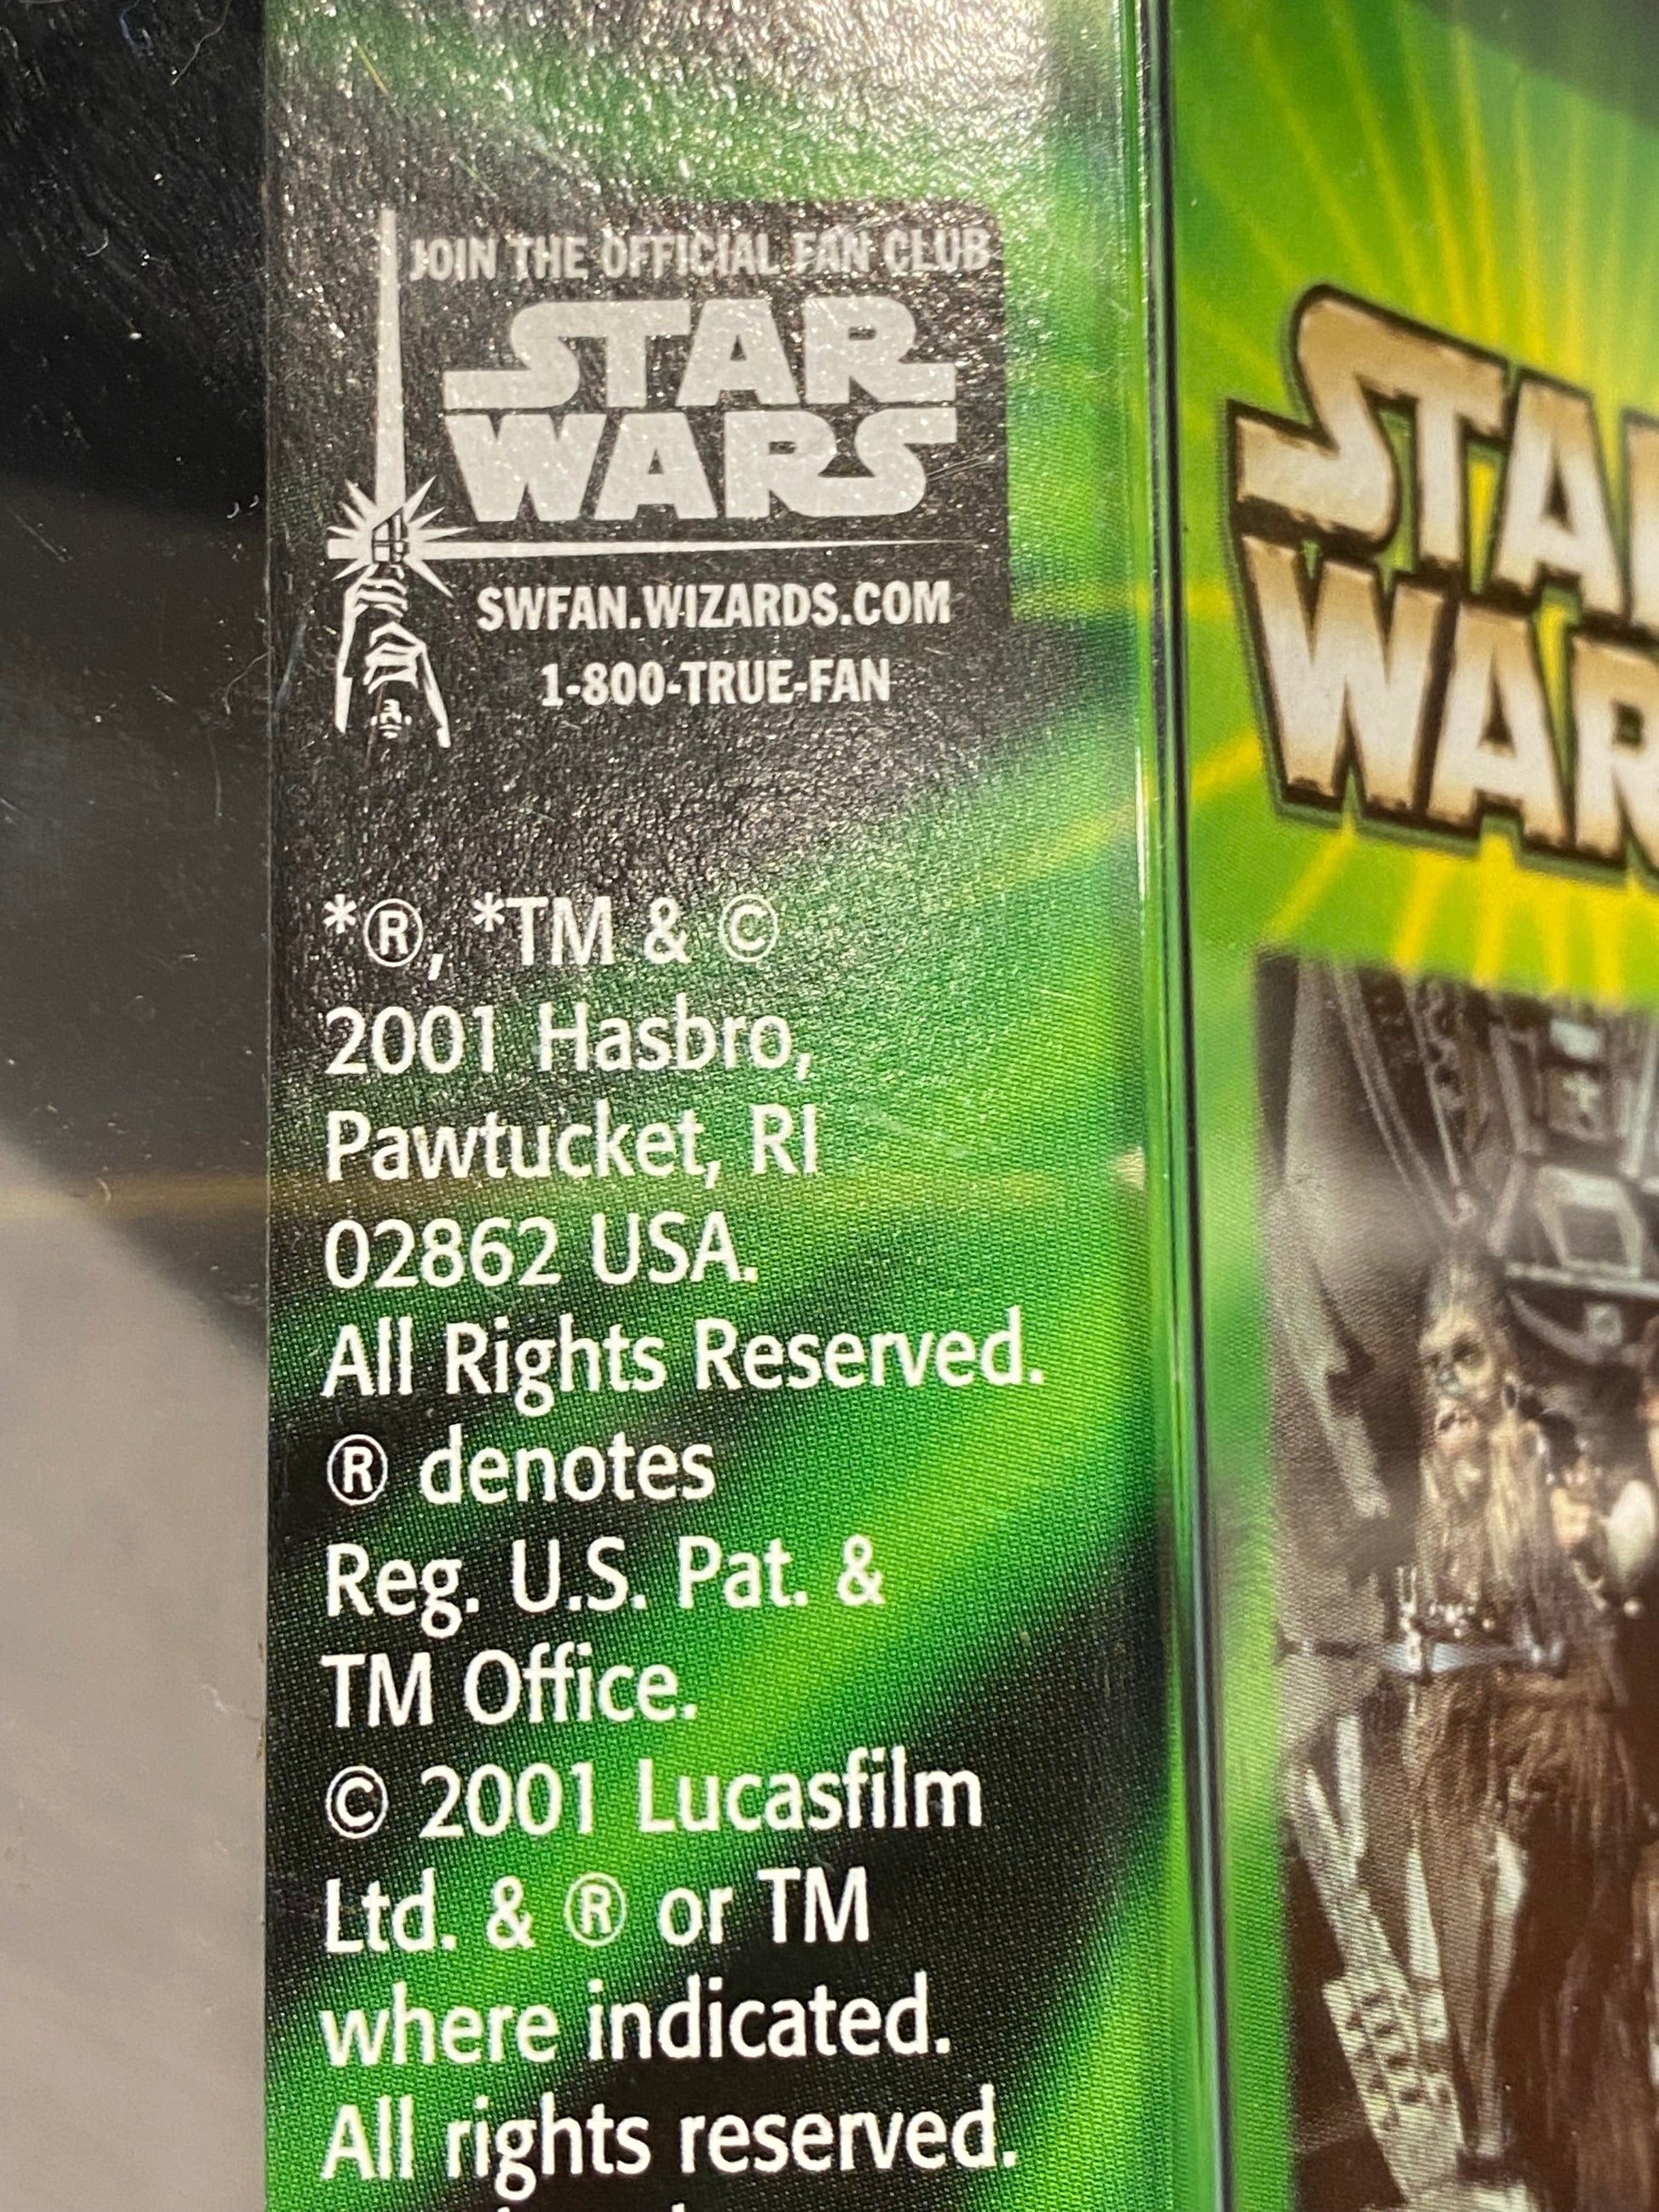 JOIN THE OFFICIAL FAN CLUB
STAR
WARS
SWFAN.WIZARDS.COM
1-800-TRUE-FAN
*®, *TM & ©
2001 Hasbro,
Pawtucket, RI
02862 USA.
All Rights Reserved.
® denotes
Reg. U.S. Pat. &
TM Office.
© 2001 Lucasfilm
Ltd. & ® or TM
where indicated.
All rights reserved.
STAR
WAR